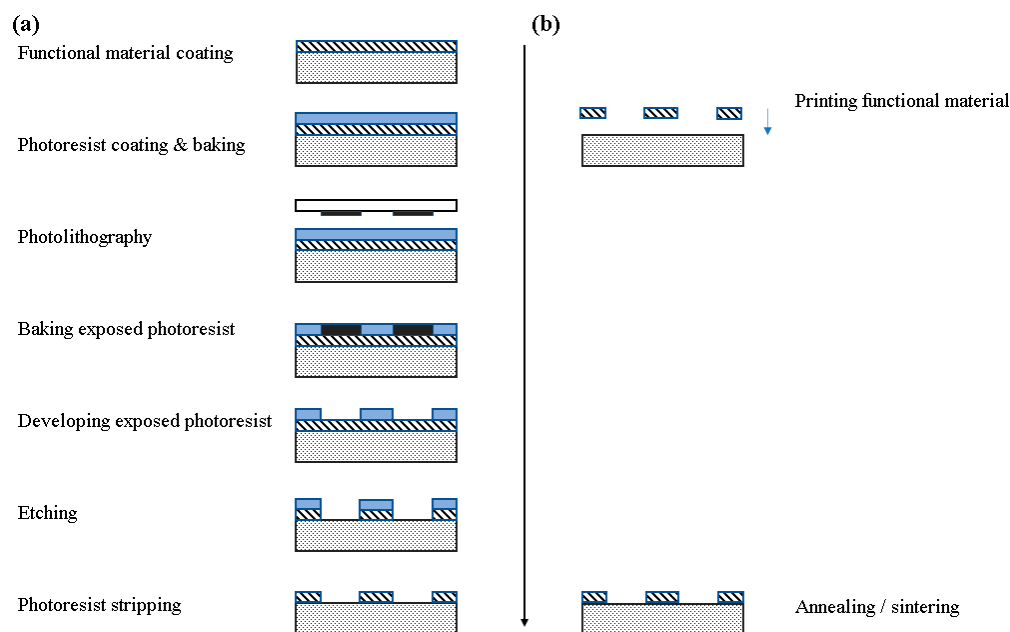 (a)
Functional material coating
Photoresist coating & baking
Photolithography
Baking exposed photoresist
Developing exposed photoresist
Etching
Photoresist stripping
(b)
Printing functional material
Annealing / sintering